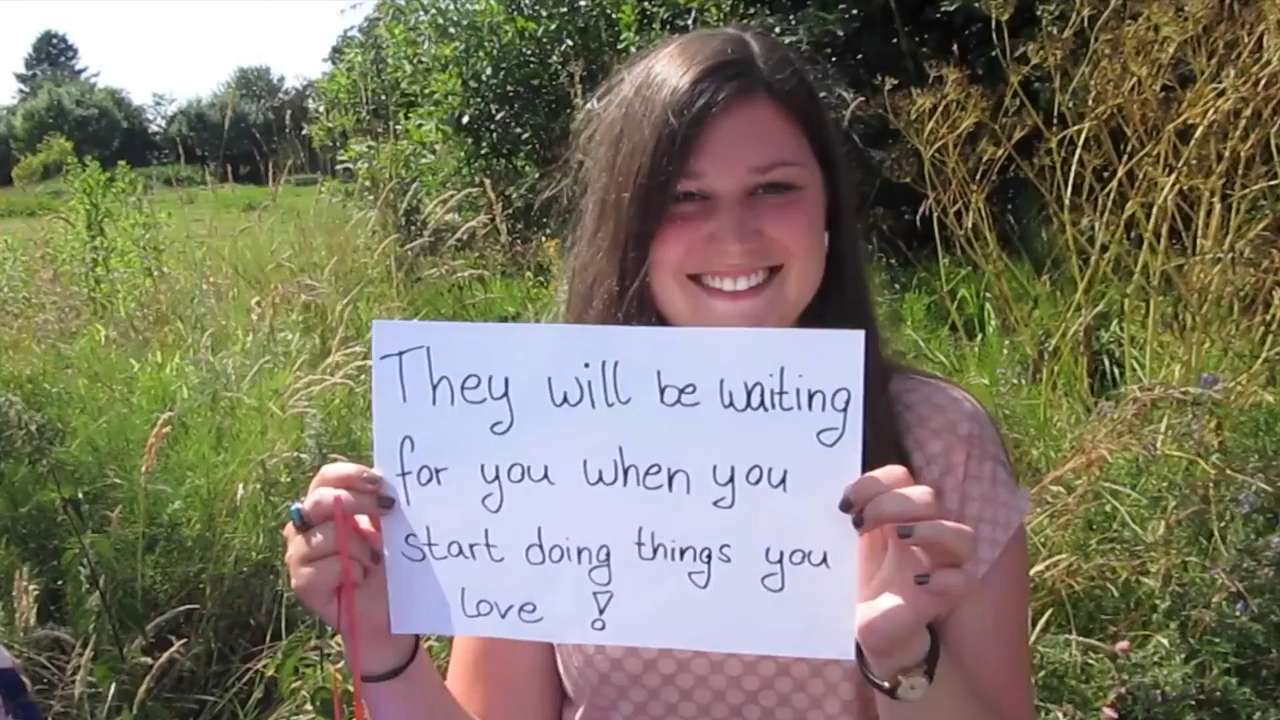 They will be waiting
for you when you
start doing things you
love !